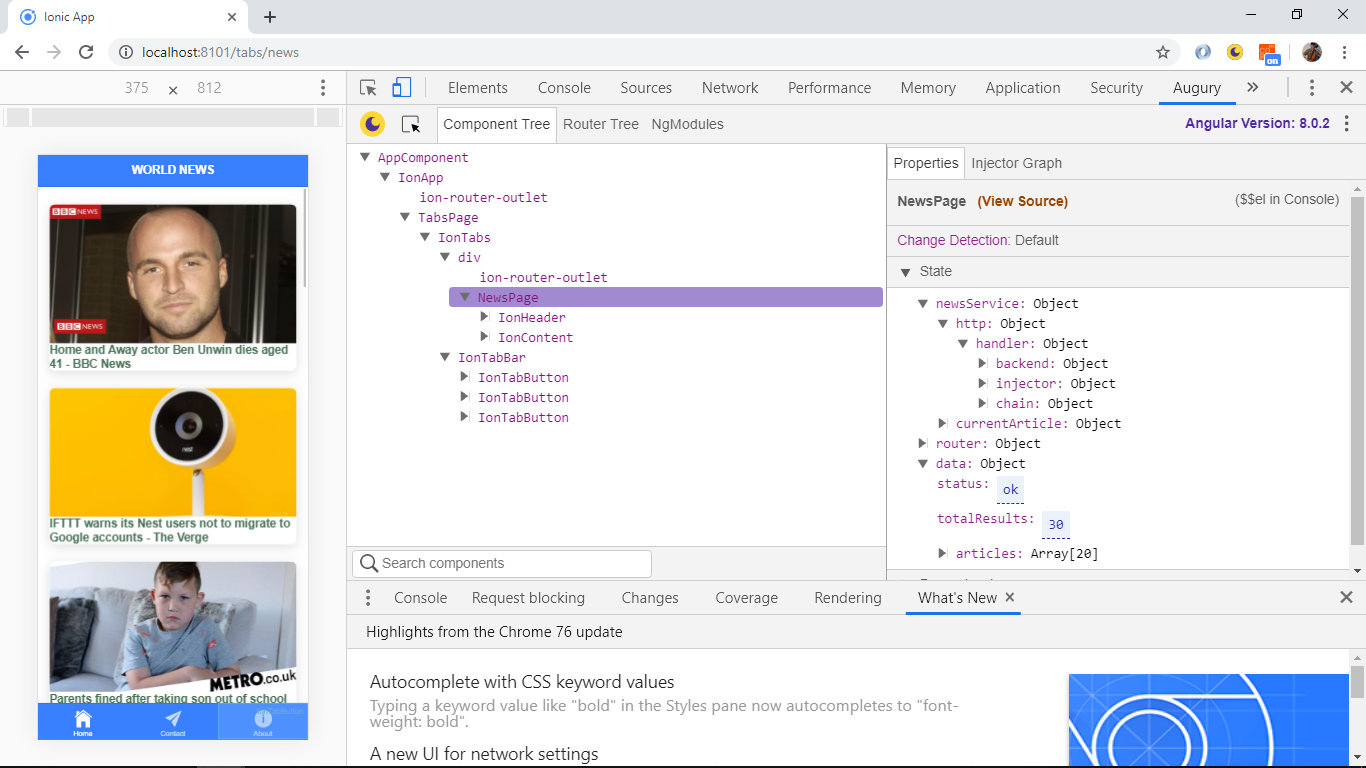 Ionic App
localhost:8101/tabs/news
on
375 × 812
Elements Console Sources Network Performance Memory Application Security Augury
Component Tree Router Tree NgModules
Angular Version: 8.0.2
WORLD NEWS
BBC NEWS
BBC NEWS
Home and Away actor Ben Unwin dies aged
41 - BBC News
nest
IFTTT warns its Nest users not to migrate to
Google accounts - The Verge
METRO.co.uk
Parents fined after taking son out of school
Home
Contact
About
AppComponent
IonApp
ion-router-outlet
TabsPage
IonTabs
div
ion-router-outlet
NewsPage
IonHeader
IonContent
IonTabBar
IonTabButton
IonTabButton
IonTabButton
Search components
Properties Injector Graph
NewsPage (View Source) ($$el in Console)
Change Detection: Default
State
newsService: Object
http: Object
handler: Object
backend: Object
injector: Object
chain: Object
currentArticle: Object
router: Object
data: Object
status: ok
totalResults: 30
articles: Array[20]
Console Request blocking Changes Coverage Rendering What's New
Highlights from the Chrome 76 update
Autocomplete with CSS keyword values
Typing a keyword value like "bold" in the Styles pane now autocompletes to "font-
weight: bold".
A new UI for network settings